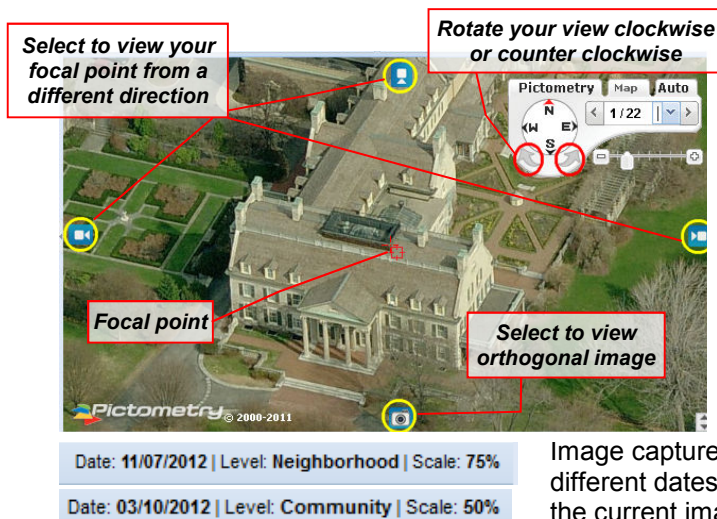 Select to view your
focal point from a
different direction
Rotate your view clockwise
or counter clockwise
Pictometry Map Auto
N
W E
S
1 / 22
Focal point
Select to view
orthogonal image
Pictometry © 2000-2011
Date: 11/07/2012 | Level: Neighborhood | Scale: 75%
Date: 03/10/2012 | Level: Community | Scale: 50%
Image capture
different dates
the current ima